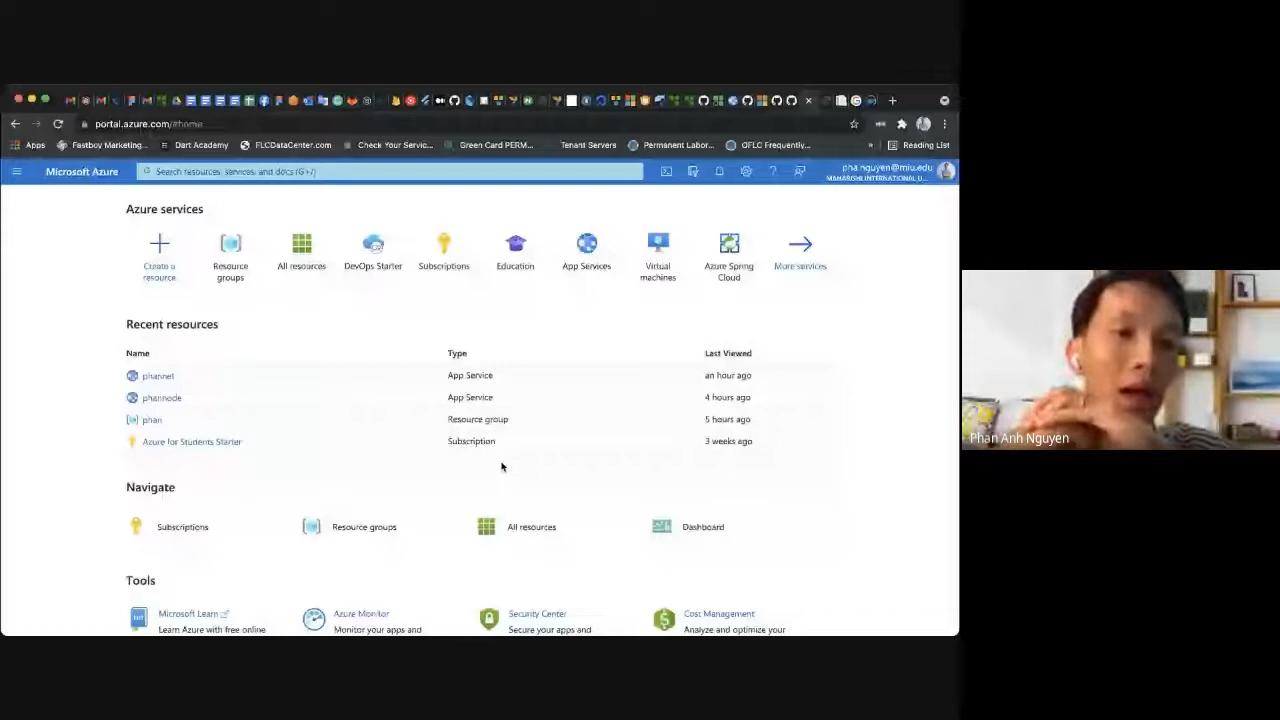 portal.azure.com/#home
Apps
Fastboy Marketing...
Dart Academy
FLCDataCenter.com
Check Your Servic...
Green Card PERM...
Tenant Servers
Permanent Labor...
OFLC Frequently...
»
Reading List
Microsoft Azure
Search resources, services, and docs (G+/)
pha.nguyen@miu.edu
MAHARISHI INTERNATIONAL U...
Azure services
Create a
resource
Resource
groups
All resources
DevOps Starter
Subscriptions
Education
App Services
Virtual
machines
Azure Spring
Cloud
More services
Recent resources
Name
Type
Last Viewed
phannet
App Service
an hour ago
phannode
App Service
4 hours ago
phan
Resource group
5 hours ago
Azure for Students Starter
Subscription
3 weeks ago
Navigate
Subscriptions
Resource groups
All resources
Dashboard
Tools
Microsoft Learn
Learn Azure with free online
Azure Monitor
Monitor your apps and
Security Center
Secure your apps and
Cost Management
Analyze and optimize your
Phan Anh Nguyen